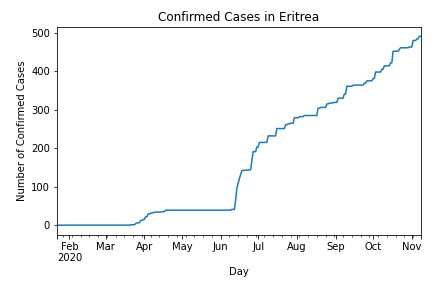 Confirmed Cases in Eritrea
500
400
300
200
100
0
Number of Confirmed Cases
Feb Mar Apr May Jun Jul Aug Sep Oct Nov
2020
Day